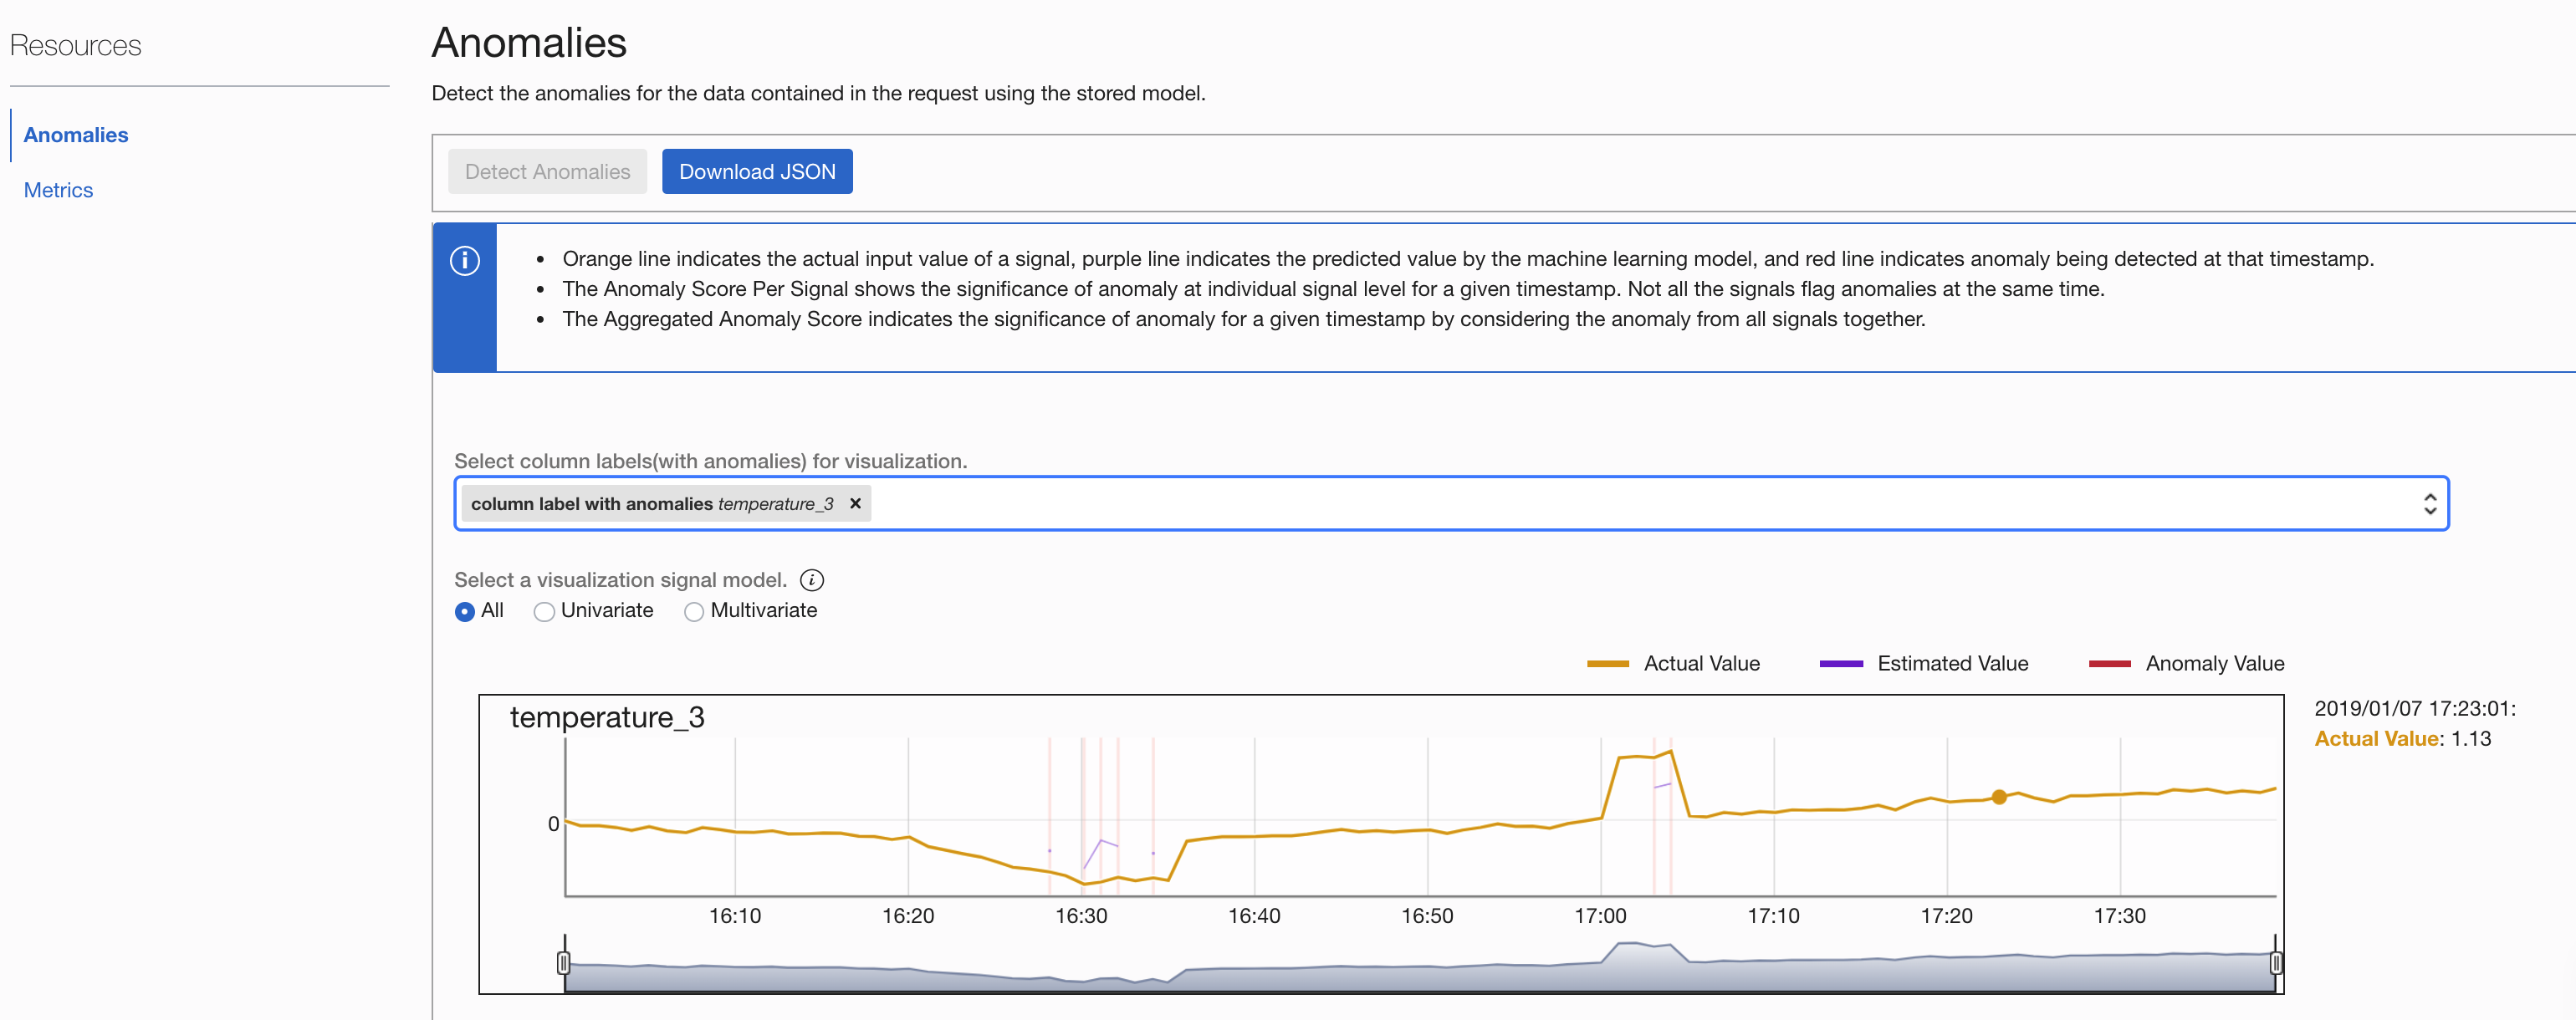 Resources
Anomalies
Metrics
Anomalies
Detect the anomalies for the data contained in the request using the stored model.
Detect Anomalies Download JSON
• Orange line indicates the actual input value of a signal, purple line indicates the predicted value by the machine learning model, and red line indicates anomaly being detected at that timestamp.
• The Anomaly Score Per Signal shows the significance of anomaly at individual signal level for a given timestamp. Not all the signals flag anomalies at the same time.
• The Aggregated Anomaly Score indicates the significance of anomaly for a given timestamp by considering the anomaly from all signals together.
Select column labels(with anomalies) for visualization.
column label with anomalies temperature_3 ×
Select a visualization signal model. i
All Univariate Multivariate
Actual Value Estimated Value Anomaly Value
temperature_3
2019/01/07 17:23:01:
Actual Value: 1.13
0
16:10 16:20 16:30 16:40 16:50 17:00 17:10 17:20 17:30